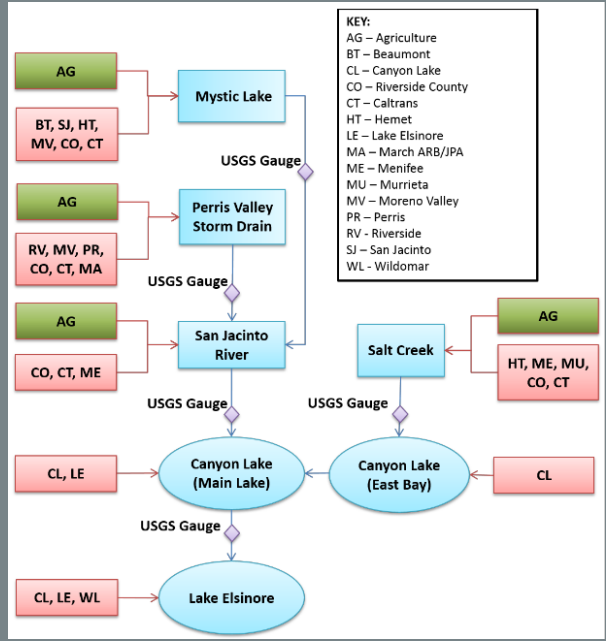 KEY:
AG – Agriculture
BT – Beaumont
CL – Canyon Lake
CO – Riverside County
CT – Caltrans
HT – Hemet
LE – Lake Elsinore
MA – March ARB/JPA
ME – Menifee
MU – Murrieta
MV – Moreno Valley
PR – Perris
RV - Riverside
SJ – San Jacinto
WL - Wildomar
AG
BT, SJ, HT,
MV, CO, CT
Mystic Lake
USGS Gauge
AG
RV, MV, PR,
CO, CT, MA
Perris Valley
Storm Drain
USGS Gauge
AG
CO, CT, ME
San Jacinto
River
USGS Gauge
Salt Creek
AG
HT, ME, MU,
CO, CT
USGS Gauge
CL, LE
Canyon Lake
(Main Lake)
Canyon Lake
(East Bay)
CL
USGS Gauge
CL, LE, WL
Lake Elsinore